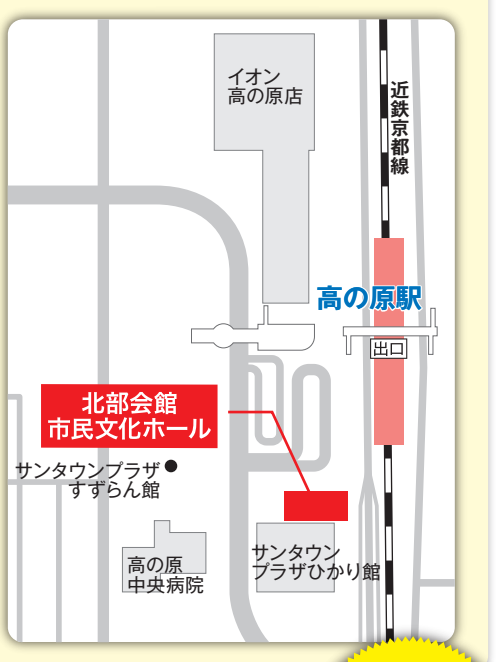 イオン
高の原店
近鉄京都線
高の原駅
出口
北部会館
市民文化ホール
サンタウンプラザ
すずらん館
高の原
中央病院
サンタウン
プラザひかり館